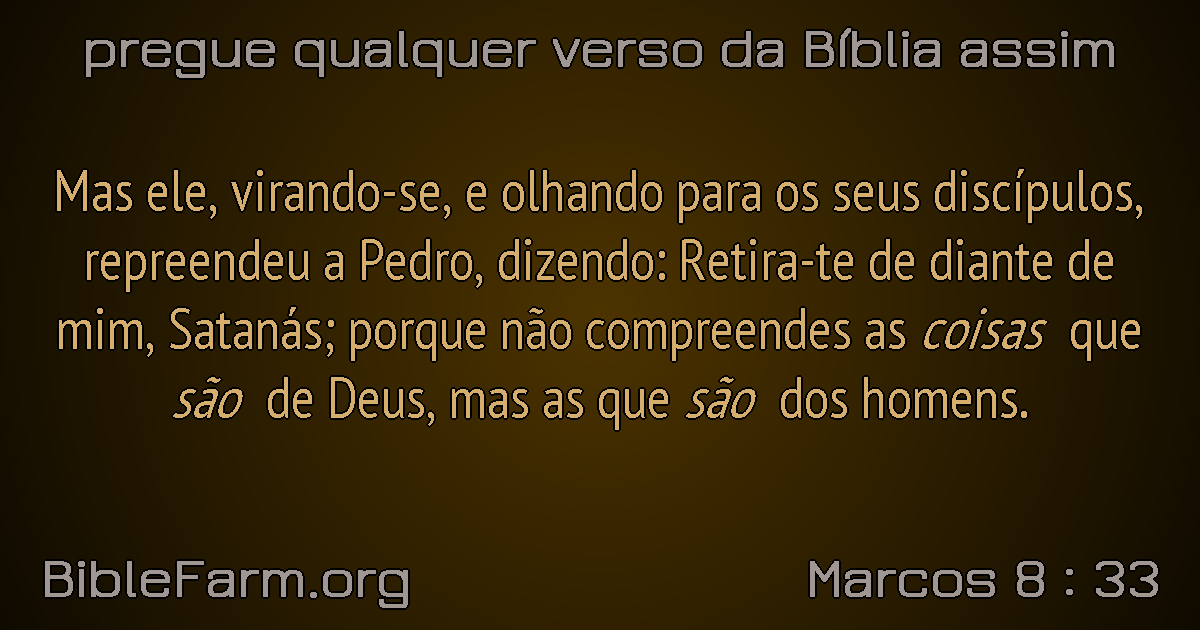 pregue qualquer verso da Bíblia assim
Mas ele, virando-se, e olhando para os seus discípulos,
repreendeu a Pedro, dizendo: Retira-te de diante de
mim, Satanás; porque não compreendes as coisas que
são de Deus, mas as que são dos homens.
BibleFarm.org
Marcos 8 : 33